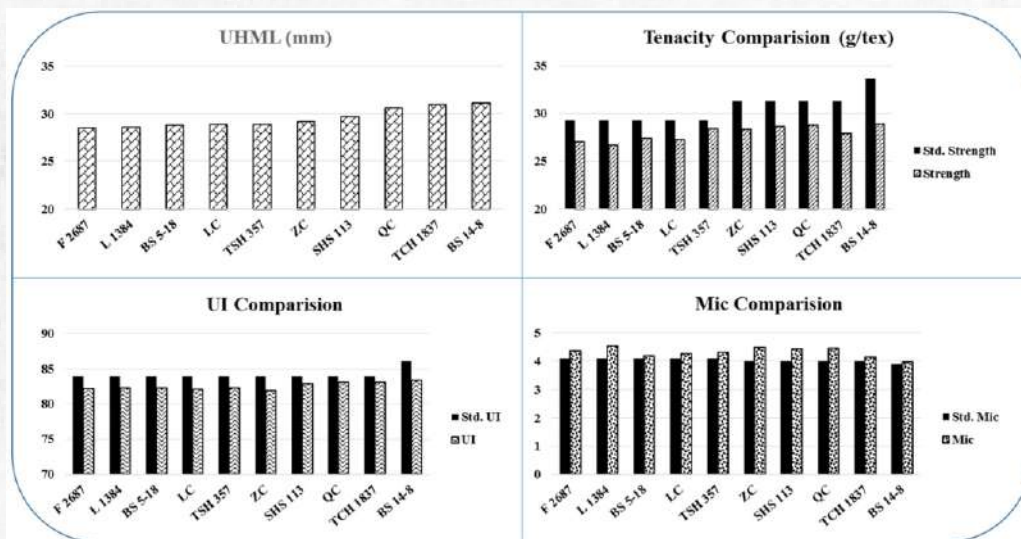 UHML (mm)
35
30
25
20
F 2687
L 1384
BS 5-18
LC
TSH 357
ZC
SHS 113
QC
TCH 1837
BS 14-8
Tenacity Comparision (g/tex)
35
30
25
20
F 2687
L 1384
BS 5-18
LC
TSH 357
ZC
SHS 113
QC
TCH 1837
BS 14-8
Std. Strength
Strength
UI Comparision
90
85
80
75
70
F 2687
L 1384
BS 5-18
LC
TSH 357
ZC
SHS 113
QC
TCH 1837
BS 14-8
Std. UI
UI
Mic Comparision
5
4
3
2
1
0
F 2687
L 1384
BS 5-18
LC
TSH 357
ZC
SHS 113
QC
TCH 1837
BS 14-8
Std. Mic
Mic